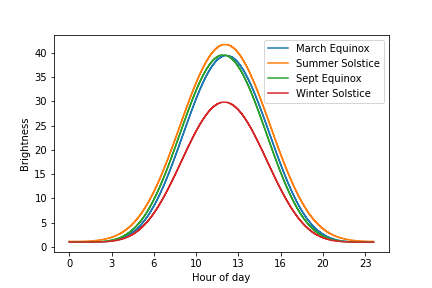 40
35
30
25
20
15
10
5
0
Brightness
March Equinox
Summer Solstice
Sept Equinox
Winter Solstice
0 3 6 10 13 16 20 23
Hour of day